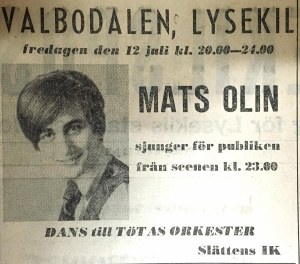 VALBODALEN, LYSEKIL
fredagen den 12 juli kl. 20.00—24.00
MATS OLIN
sjunger för publiken
från scenen kl. 23.00
DANS till TÖTAS ORKESTER
Slättens IK